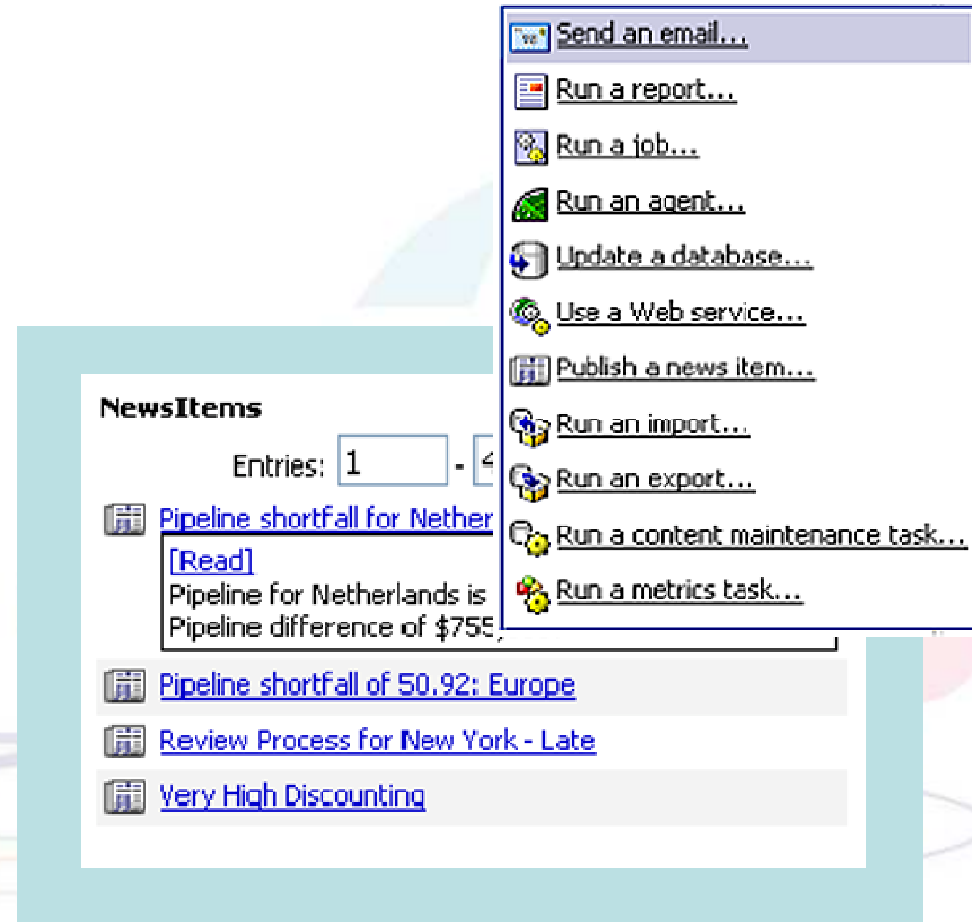 Send an email...
Run a report...
Run a job...
Run an agent...
Update a database...
Use a Web service...
Publish a news item...
Run an import...
Run an export...
Run a content maintenance task...
Run a metrics task...
NewsItems
Entries: 1 -
Pipeline shortfall for
[Read]
Pipeline for Netherlands is
Pipeline difference of $755
Pipeline shortfall of 50.92: Europe
Review Process for New York - Late
Very High Discounting